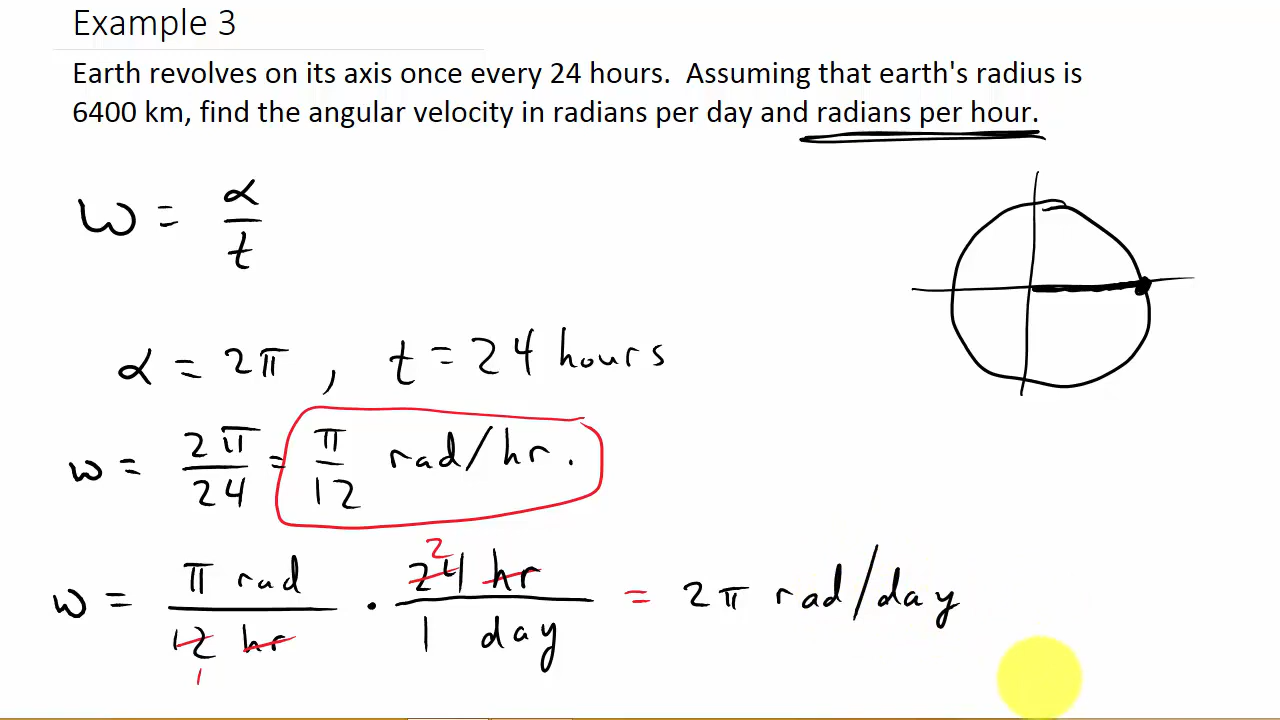 Example 3
Earth revolves on its axis once every 24 hours.  Assuming that earth's radius is
6400 km, find the angular velocity in radians per day and radians per hour.
ω = α/t
α = 2π , t = 24 hours
ω = 2π/24 = π/12 rad/hr.
2
ω = π rad/12 hr · 24 hr/1 day = 2π rad/day
1